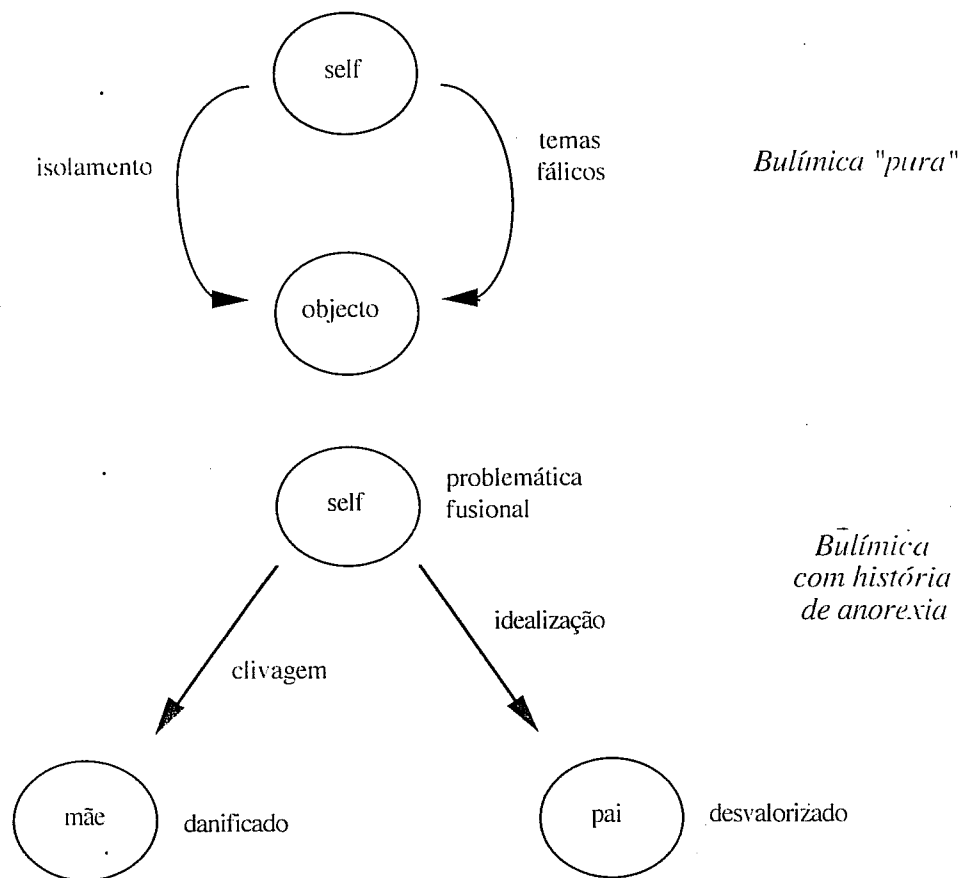 self
isolamento
temas
fálicos
Bulímica "pura"
objecto
self
problemática
fusional
Bulímica
com história
de anorexia
idealização
clivagem
mãe
danificado
pai
desvalorizado